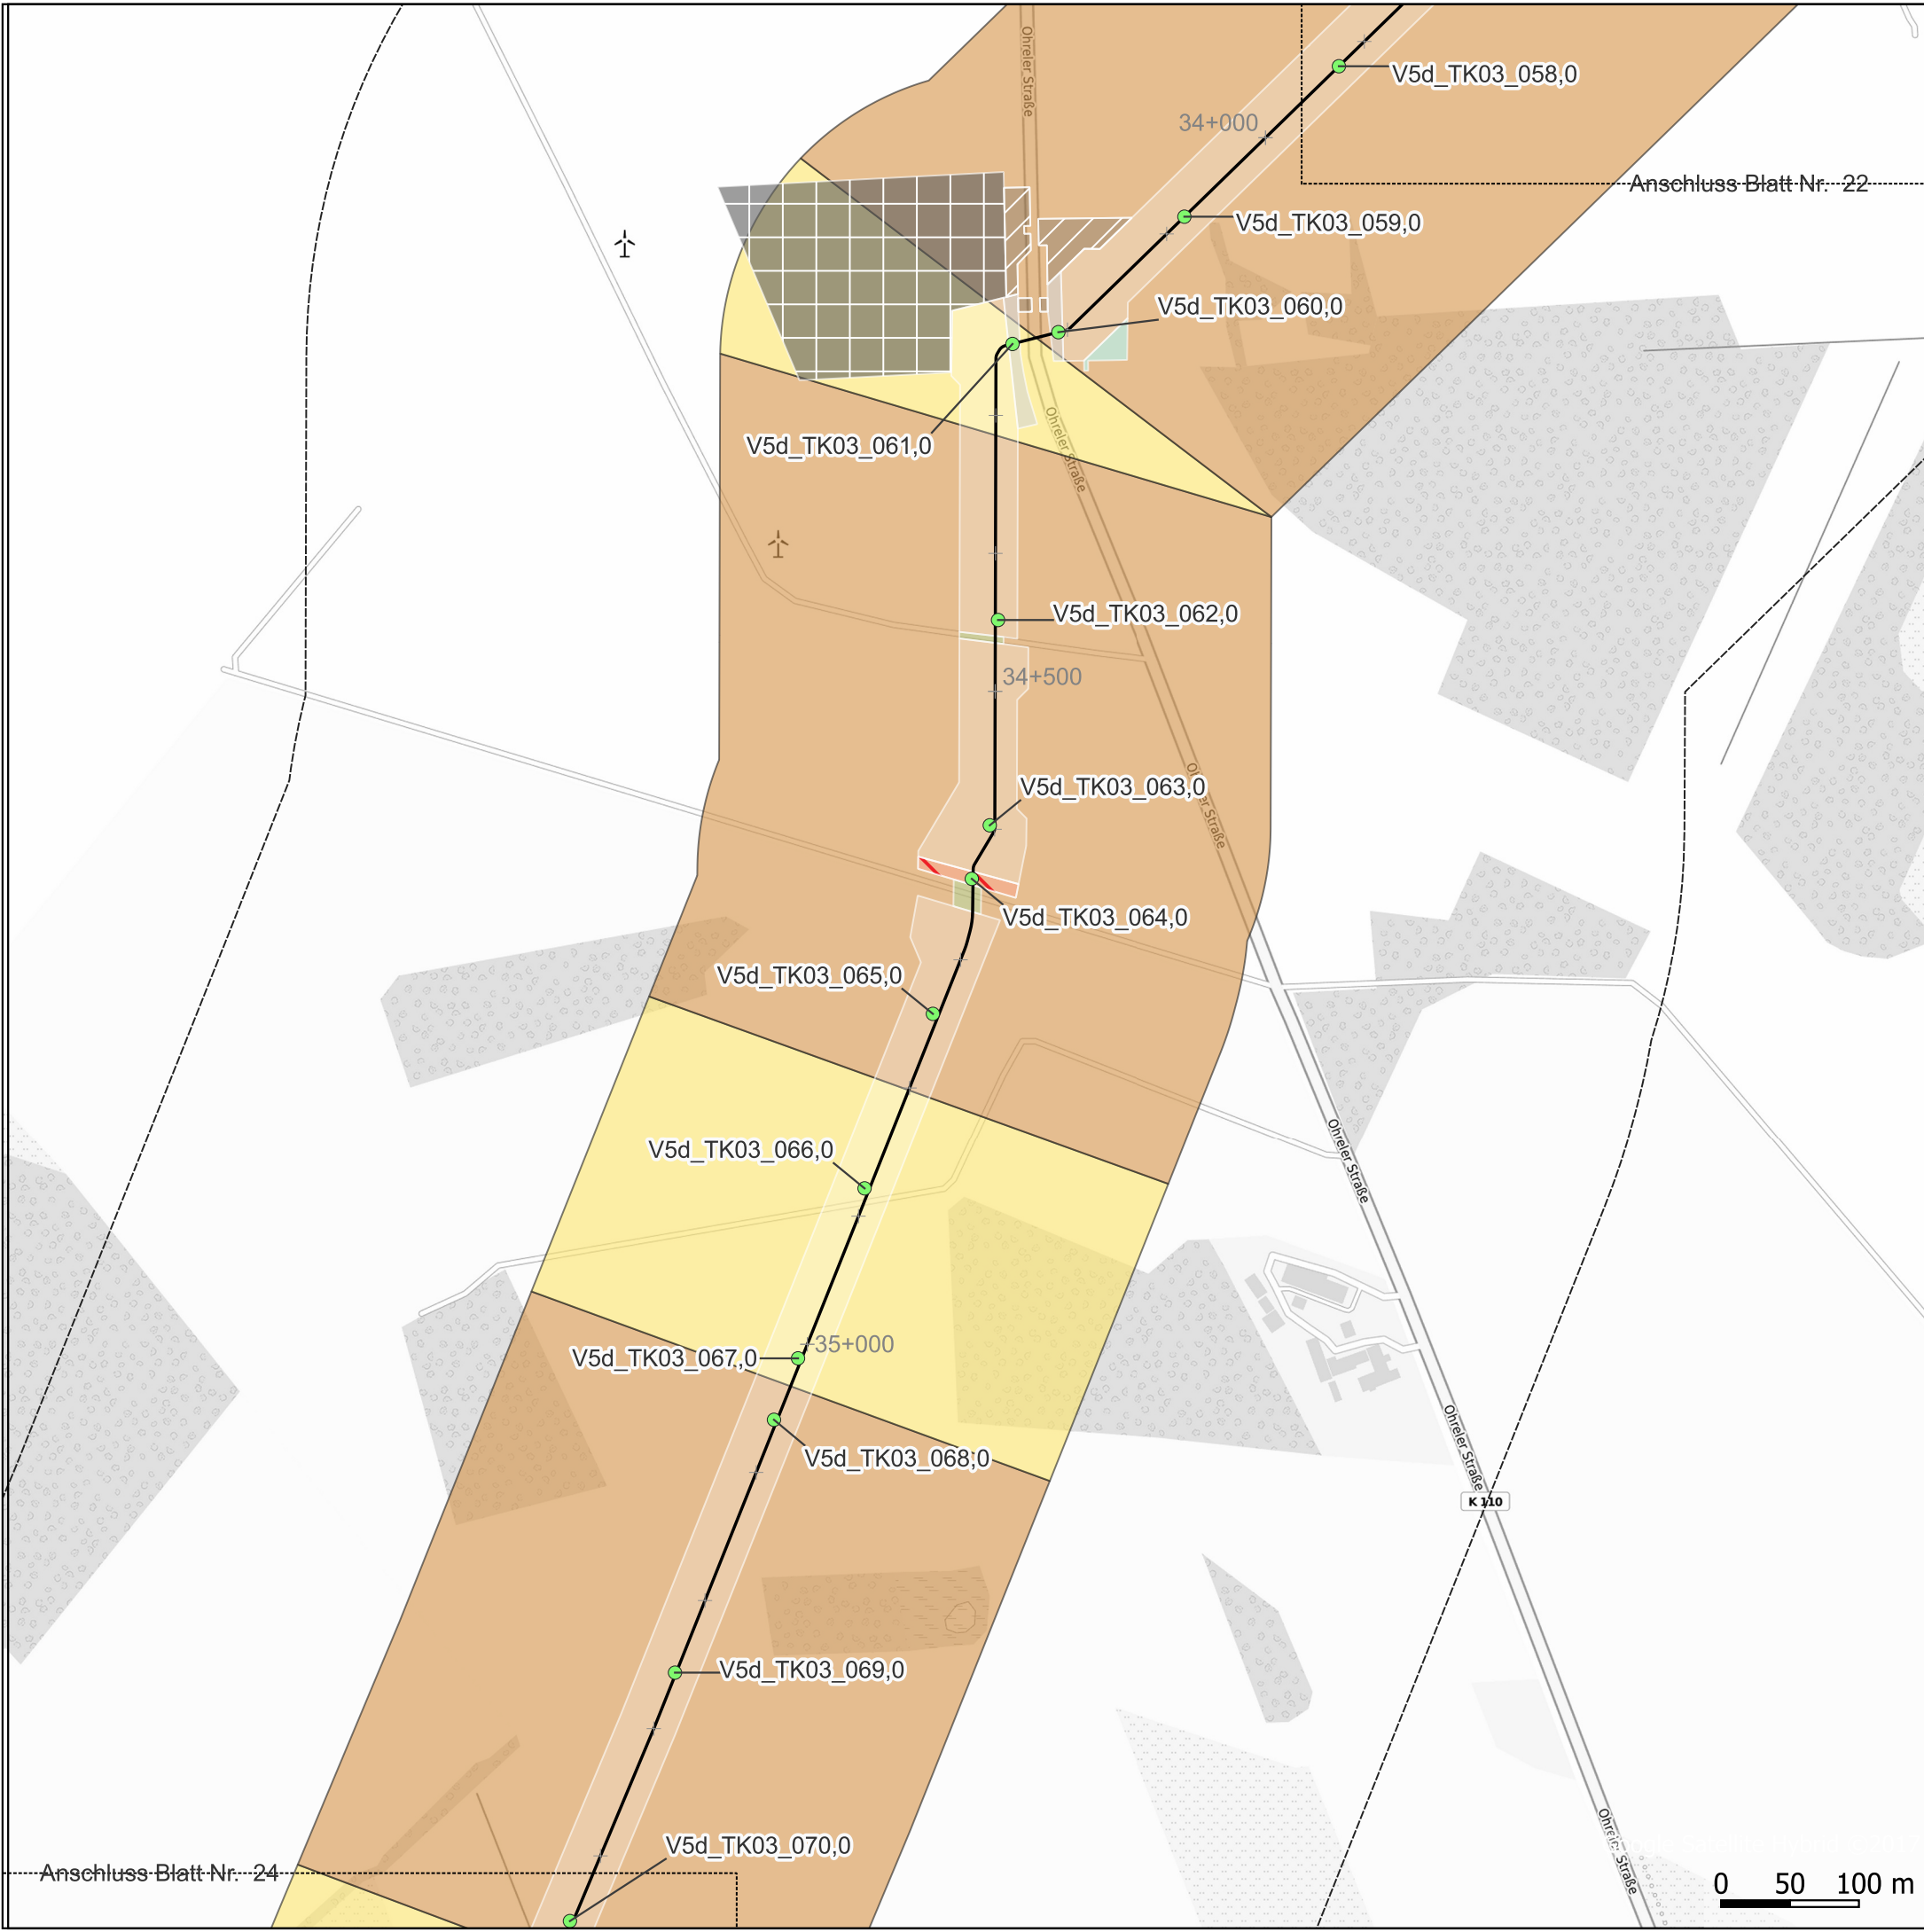 Ohreler Straße
V5d_TK03_058,0
34+000
Anschluss Blatt Nr. 22
V5d_TK03_059,0
V5d_TK03_060,0
V5d_TK03_061,0
Ohreler Straße
V5d_TK03_062,0
34+500
V5d_TK03_063,0
Ohreler Straße
V5d_TK03_064,0
V5d_TK03_065,0
V5d_TK03_066,0
Ohreler Straße
V5d_TK03_067,0
35+000
V5d_TK03_068,0
Ohreler Straße
K 110
V5d_TK03_069,0
V5d_TK03_070,0
Anschluss Blatt Nr. 24
Ohreler Straße
0 50 100 m